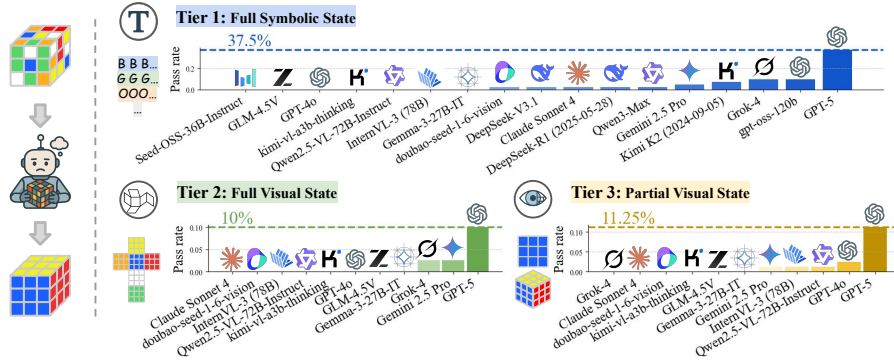 T
Tier 1: Full Symbolic State
B B B...
G G G...
OOO...
...
Pass rate
37.5%
0.2
0.0
Seed-OSS-36B-Instruct
GLM-4.5V
GPT-4o
kimi-vl-a3b-thinking
Qwen2.5-VL-72B-Instruct
InternVL-3 (78B)
Gemma-3-27B-IT
doubao-seed-1-6-vision
DeepSeek-V3.1
Claude Sonnet 4
DeepSeek-R1 (2025-05-28)
Qwen3-Max
Gemini 2.5 Pro
Kimi K2 (2024-09-05)
Grok-4
gpt-oss-120b
GPT-5
Tier 2: Full Visual State
Pass rate
10%
0.10
0.05
0.00
Claude Sonnet 4
doubao-seed-1-6-vision
InternVL-3 (78B)
Qwen2.5-VL-72B-Instruct
kimi-vl-a3b-thinking
GPT-4o
GLM-4.5V
Gemma-3-27B-IT
Grok-4
Gemini 2.5 Pro
GPT-5
Tier 3: Partial Visual State
Pass rate
11.25%
0.10
0.05
0.00
Grok-4
Claude Sonnet 4
doubao-seed-1-6-vision
kimi-vl-a3b-thinking
GLM-4.5V
Gemma-3-27B-IT
Gemini 2.5 Pro
InternVL-3 (78B)
Qwen2.5-VL-72B-Instruct
GPT-4o
GPT-5